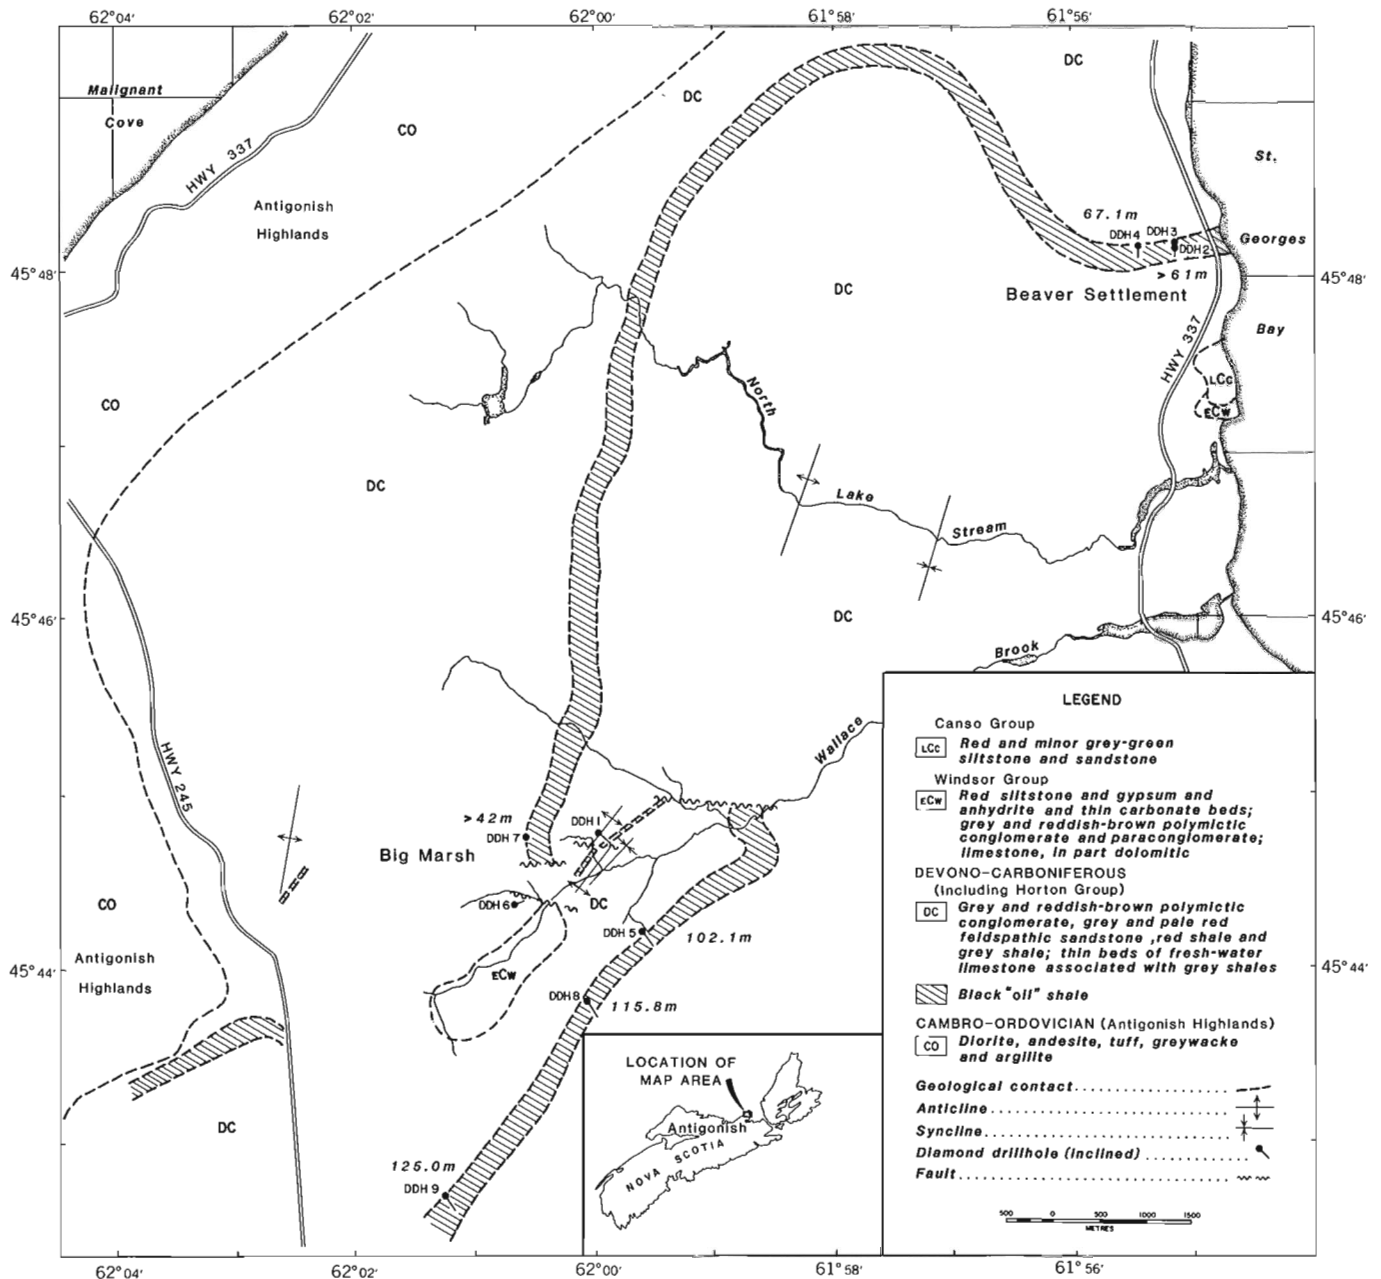 62°04′
62°02′
62°00′
61°58′
61°56′
Malignant
Cove
HWY 337
CO
DC
DC
St.
Antigonish
Highlands
67.1m
DDH 4
DDH 3
DDH 2
Georges
45°48′
>61m
45°48′
Beaver Settlement
DC
Bay
HWY 337
LCc
ECw
CO
North
DC
Lake
Stream
45°46′
DC
45°46′
Brook
Wallace
HWY 245
>42m
DDH 7
DDH 1
Big Marsh
DDH 6
DC
DDH 5
102.1m
CO
Antigonish
Highlands
45°44′
45°44′
ECw
DDH 8
115.8m
DC
125.0m
DDH 9
LOCATION OF
MAP AREA
Antigonish
NOVA SCOTIA
LEGEND
Canso Group
LCc Red and minor grey-green
siltstone and sandstone
Windsor Group
ECw Red siltstone and gypsum and
anhydrite and thin carbonate beds;
grey and reddish-brown polymictic
conglomerate and paraconglomerate;
limestone, in part dolomitic
DEVONO-CARBONIFEROUS
(including Horton Group)
DC Grey and reddish-brown polymictic
conglomerate, grey and pale red
feldspathic sandstone ,red shale and
grey shale; thin beds of fresh-water
limestone associated with grey shales
Black "oil" shale
CAMBRO-ORDOVICIAN (Antigonish Highlands)
CO Diorite, andesite, tuff, greywacke
and argilite
Geological contact
Anticline
Syncline
Diamond drillhole (inclined)
Fault
500 0 500 1000 1500
METRES
62°04′
62°02′
62°00′
61°58′
61°56′